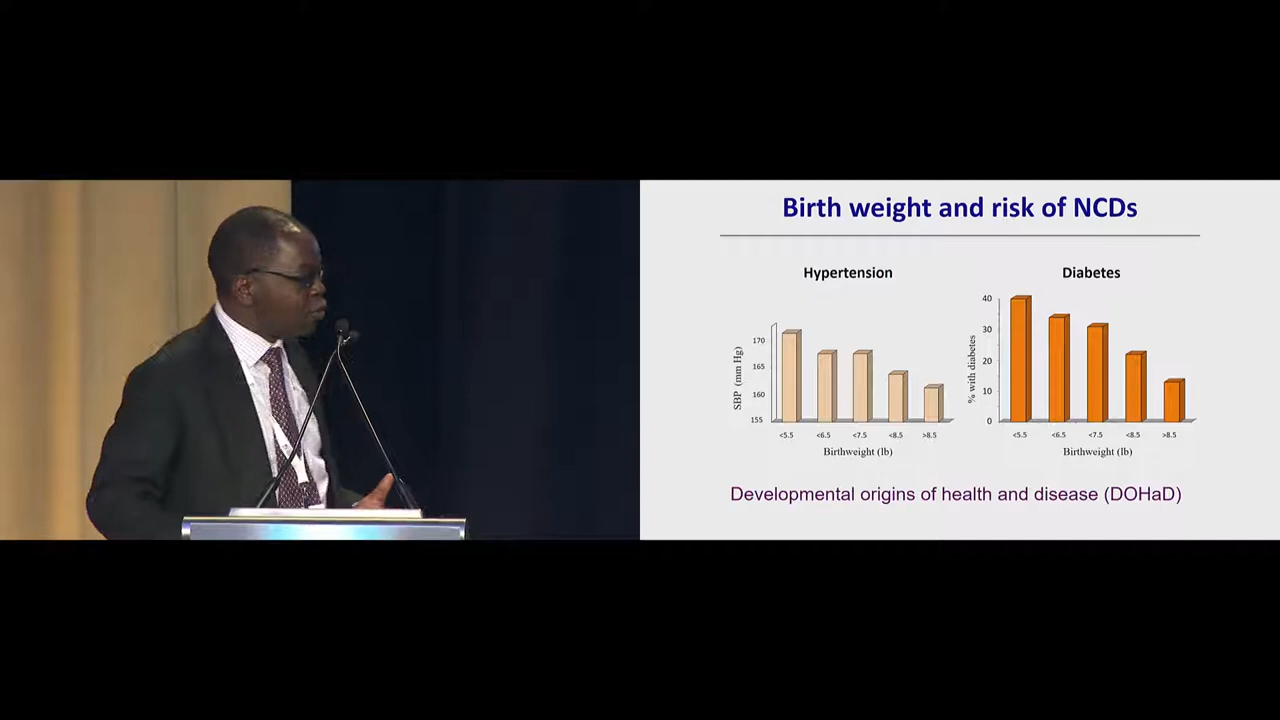 Birth weight and risk of NCDs
Hypertension
SBP (mm Hg)
170
165
160
155
<5.5
<6.5
<7.5
<8.5
>8.5
Birthweight (lb)
Diabetes
% with diabetes
40
30
20
10
0
<5.5
<6.5
<7.5
<8.5
>8.5
Birthweight (lb)
Developmental origins of health and disease (DOHaD)